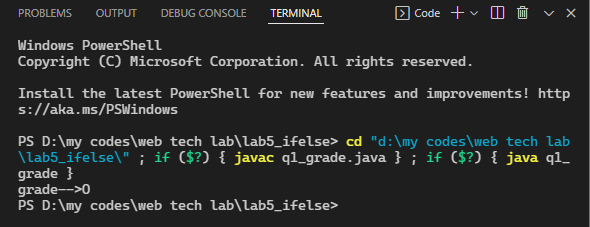 PROBLEMS OUTPUT DEBUG CONSOLE TERMINAL Code
Windows PowerShell
Copyright (C) Microsoft Corporation. All rights reserved.
Install the latest PowerShell for new features and improvements! http
s://aka.ms/PSWindows
PS D:\my codes\web tech lab\lab5_ifelse> cd "d:\my codes\web tech lab
\lab5_ifelse\" ; if ($?) { javac q1_grade.java } ; if ($?) { java q1_
grade }
grade-->O
PS D:\my codes\web tech lab\lab5_ifelse>